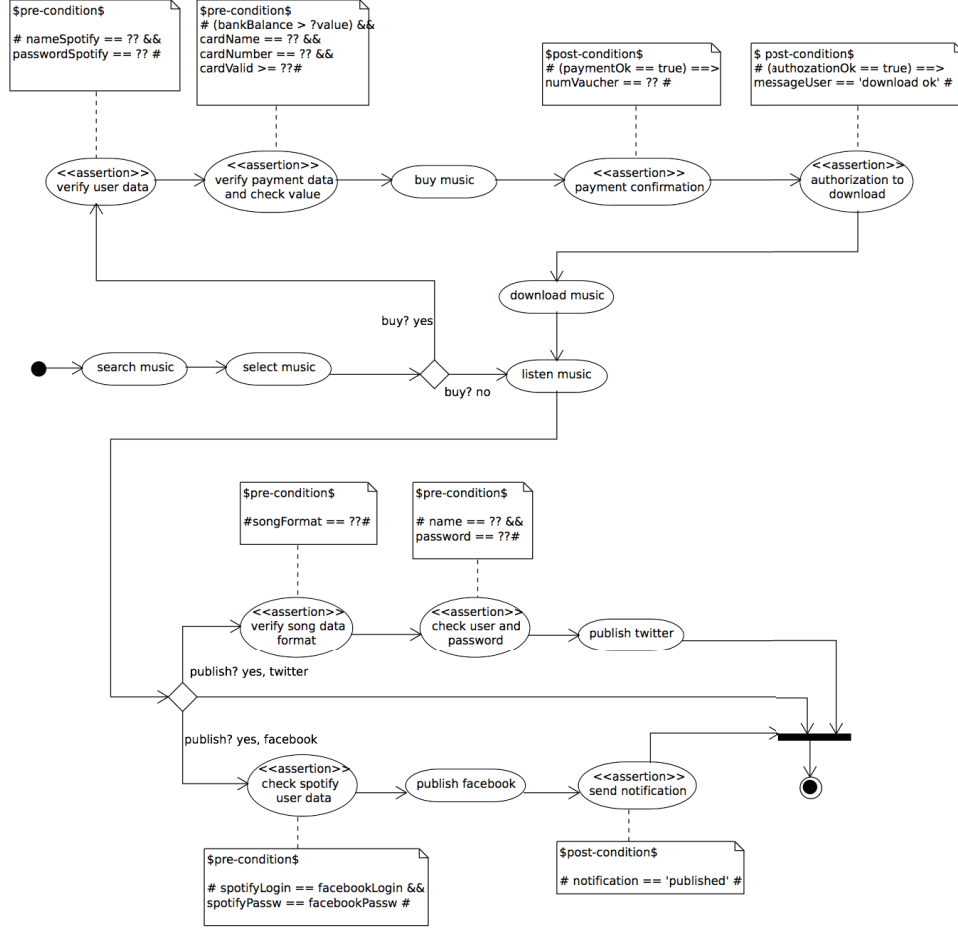 $pre-condition$
# nameSpotify == ?? &&
passwordSpotify == ?? #
$pre-condition$
# (bankBalance > ?value) &&
cardName == ?? &&
cardNumber == ?? &&
cardValid >= ??#
$post-condition$
# (paymentOk == true) ==>
numVaucher == ?? #
$ post-condition$
# (authozationOk == true) ==>
messageUser == 'download ok' #
<<assertion>>
verify user data
<<assertion>>
verify payment data
and check value
buy music
<<assertion>>
payment confirmation
<<assertion>>
authorization to
download
download music
buy? yes
search music
select music
listen music
buy? no
$pre-condition$
#songFormat == ??#
$pre-condition$
# name == ?? &&
password == ??#
<<assertion>>
verify song data
format
<<assertion>>
check user and
password
publish twitter
publish? yes, twitter
publish? yes, facebook
<<assertion>>
check spotify
user data
publish facebook
<<assertion>>
send notification
$pre-condition$
# spotifyLogin == facebookLogin &&
spotifyPassw == facebookPassw #
$post-condition$
# notification == 'published' #